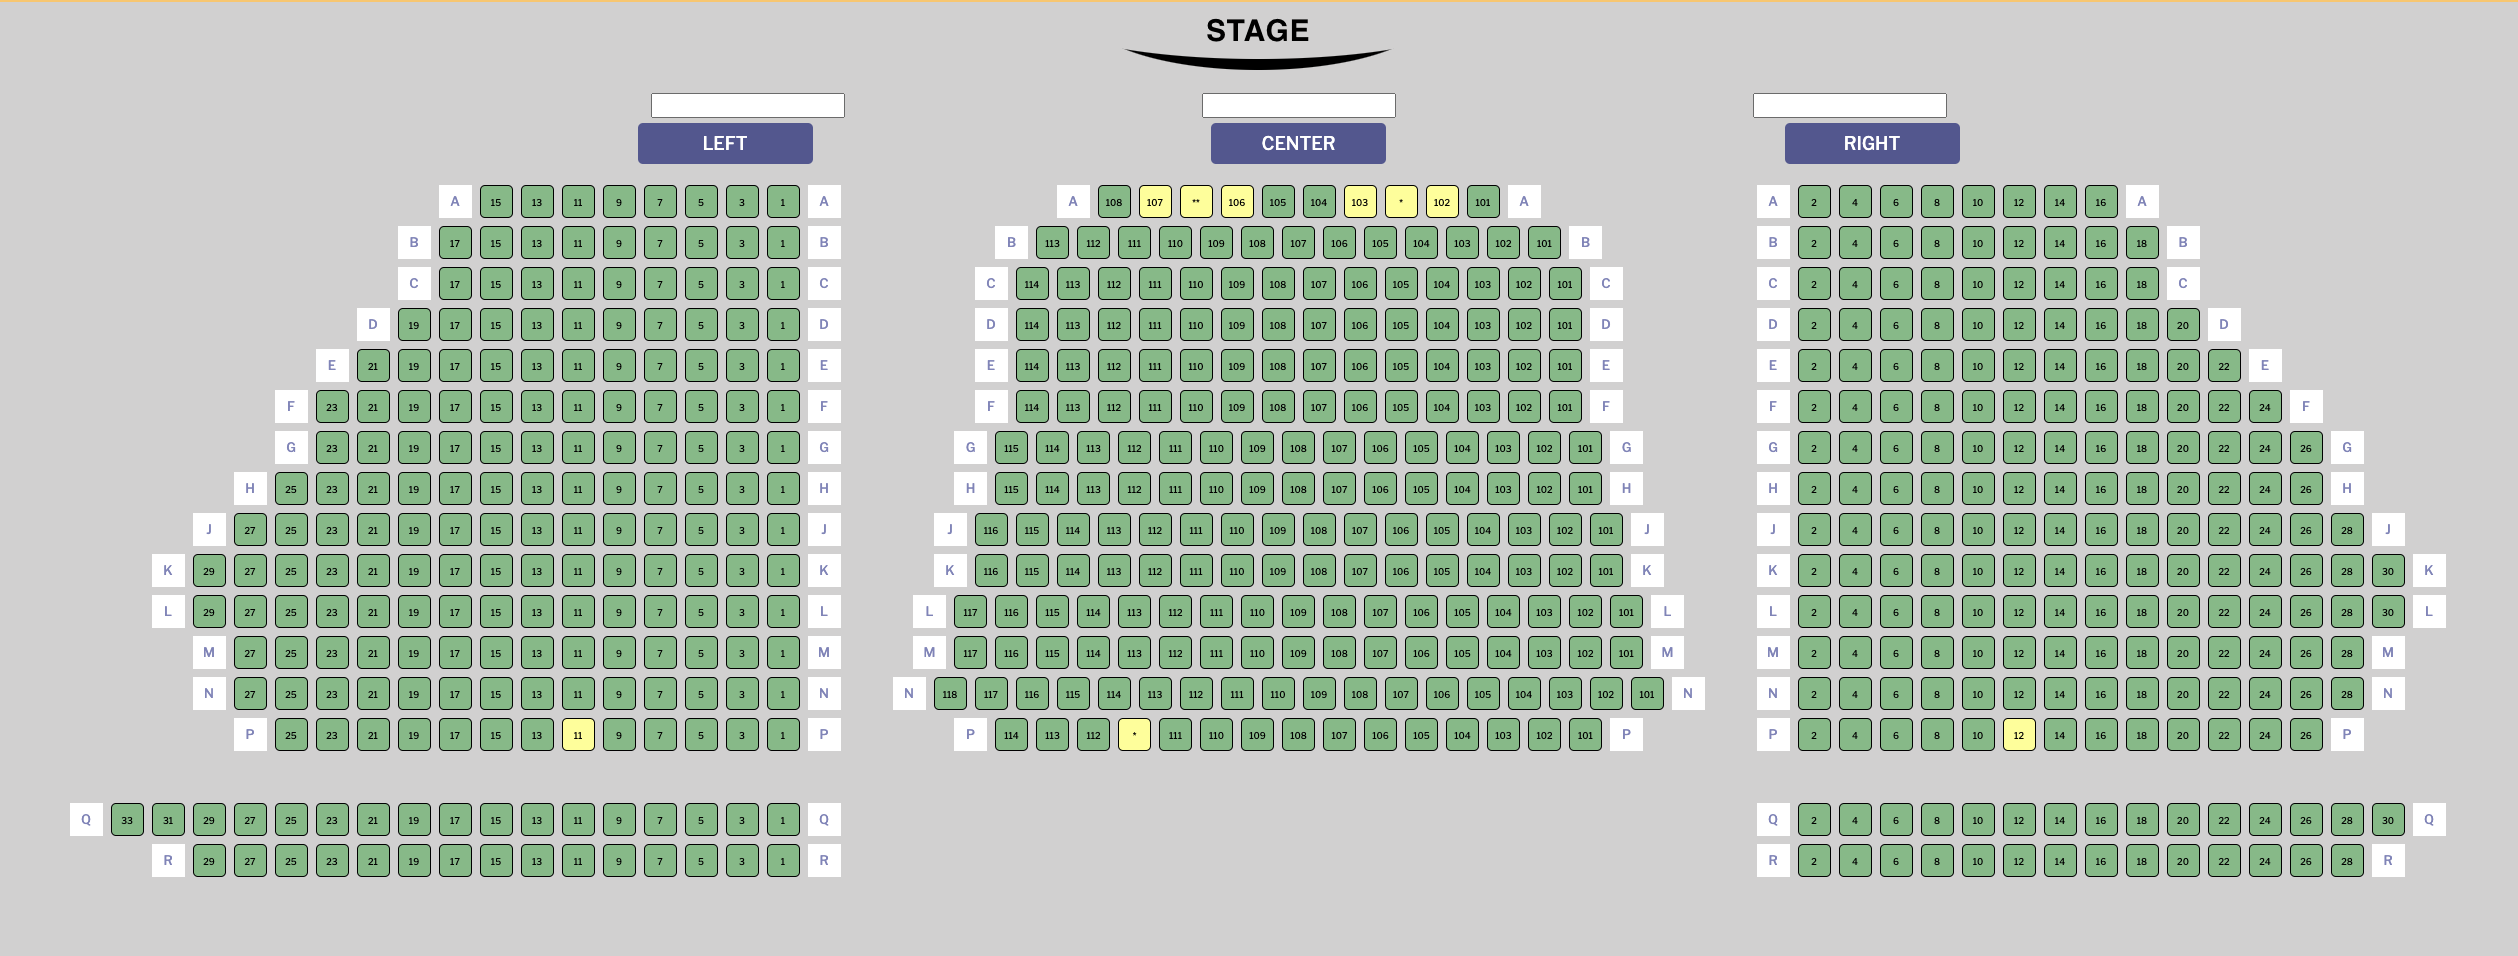 STAGE
LEFT CENTER RIGHT
A 15 13 11 9 7 5 3 1 A A 108 107 ** 106 105 104 103 * 102 101 A A 2 4 6 8 10 12 14 16 A
B 17 15 13 11 9 7 5 3 1 B B 113 112 111 110 109 108 107 106 105 104 103 102 101 B B 2 4 6 8 10 12 14 16 18 B
C 17 15 13 11 9 7 5 3 1 C C 114 113 112 111 110 109 108 107 106 105 104 103 102 101 C C 2 4 6 8 10 12 14 16 18 C
D 19 17 15 13 11 9 7 5 3 1 D D 114 113 112 111 110 109 108 107 106 105 104 103 102 101 D D 2 4 6 8 10 12 14 16 18 20 D
E 21 19 17 15 13 11 9 7 5 3 1 E E 114 113 112 111 110 109 108 107 106 105 104 103 102 101 E E 2 4 6 8 10 12 14 16 18 20 22 E
F 23 21 19 17 15 13 11 9 7 5 3 1 F F 114 113 112 111 110 109 108 107 106 105 104 103 102 101 F F 2 4 6 8 10 12 14 16 18 20 22 24 F
G 23 21 19 17 15 13 11 9 7 5 3 1 G G 115 114 113 112 111 110 109 108 107 106 105 104 103 102 101 G G 2 4 6 8 10 12 14 16 18 20 22 24 26 G
H 25 23 21 19 17 15 13 11 9 7 5 3 1 H H 115 114 113 112 111 110 109 108 107 106 105 104 103 102 101 H H 2 4 6 8 10 12 14 16 18 20 22 24 26 H
J 27 25 23 21 19 17 15 13 11 9 7 5 3 1 J J 116 115 114 113 112 111 110 109 108 107 106 105 104 103 102 101 J J 2 4 6 8 10 12 14 16 18 20 22 24 26 28 J
K 29 27 25 23 21 19 17 15 13 11 9 7 5 3 1 K K 116 115 114 113 112 111 110 109 108 107 106 105 104 103 102 101 K K 2 4 6 8 10 12 14 16 18 20 22 24 26 28 30 K
L 29 27 25 23 21 19 17 15 13 11 9 7 5 3 1 L L 117 116 115 114 113 112 111 110 109 108 107 106 105 104 103 102 101 L L 2 4 6 8 10 12 14 16 18 20 22 24 26 28 30 L
M 27 25 23 21 19 17 15 13 11 9 7 5 3 1 M M 117 116 115 114 113 112 111 110 109 108 107 106 105 104 103 102 101 M M 2 4 6 8 10 12 14 16 18 20 22 24 26 28 M
N 27 25 23 21 19 17 15 13 11 9 7 5 3 1 N N 118 117 116 115 114 113 112 111 110 109 108 107 106 105 104 103 102 101 N N 2 4 6 8 10 12 14 16 18 20 22 24 26 28 N
P 25 23 21 19 17 15 13 11 9 7 5 3 1 P P 114 113 112 * 111 110 109 108 107 106 105 104 103 102 101 P P 2 4 6 8 10 12 14 16 18 20 22 24 26 P
Q 33 31 29 27 25 23 21 19 17 15 13 11 9 7 5 3 1 Q Q 2 4 6 8 10 12 14 16 18 20 22 24 26 28 30 Q
R 29 27 25 23 21 19 17 15 13 11 9 7 5 3 1 R R 2 4 6 8 10 12 14 16 18 20 22 24 26 28 R